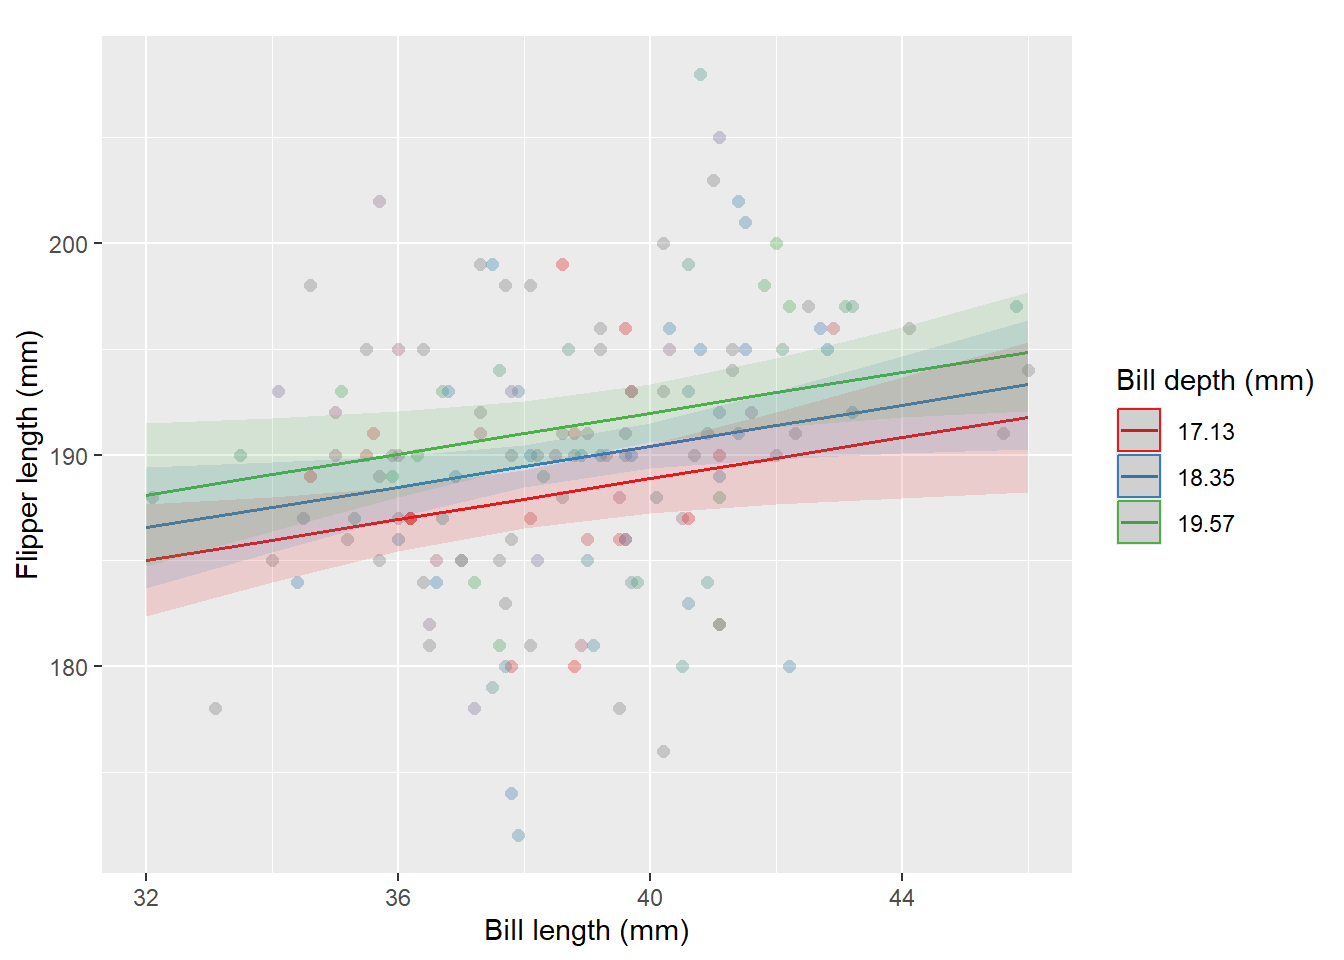 200
190
180
32 36 40 44
Bill length (mm)
Flipper length (mm)
Bill depth (mm)
17.13
18.35
19.57